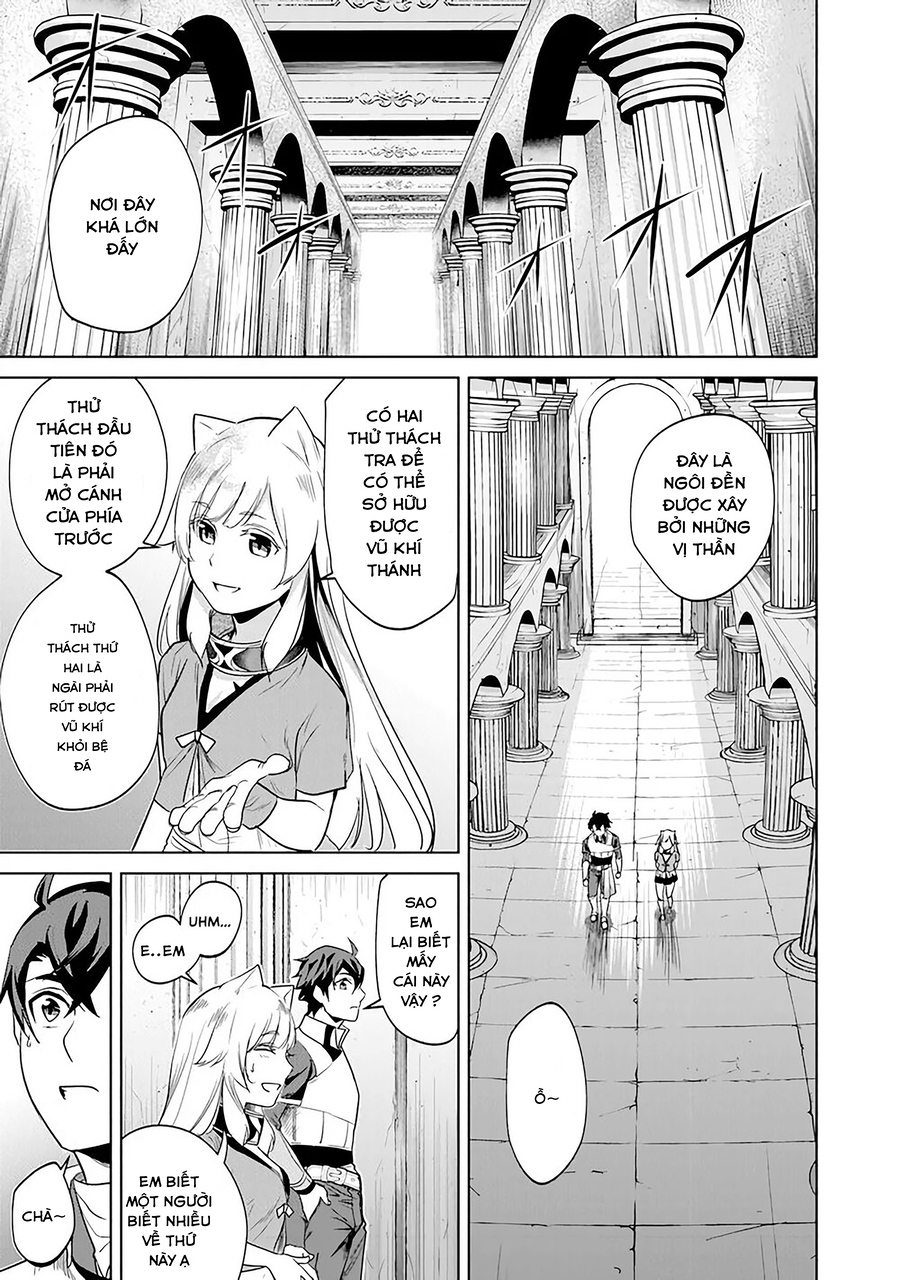 NƠI ĐÂY
KHÁ LỚN
ĐẤY
ĐÂY LÀ
NGÔI ĐỀN
ĐƯỢC XÂY
BỞI NHỮNG
VỊ THẦN
Ồ~
CÓ HAI
THỬ THÁCH
TRA ĐỂ
CÓ THỂ
SỞ HỮU
ĐƯỢC
VŨ KHÍ
THÁNH
THỬ
THÁCH ĐẦU
TIÊN ĐÓ
LÀ PHẢI
MỞ CÁNH
CỬA PHÍA
TRƯỚC
THỬ
THÁCH THỨ
HAI LÀ
NGÀI PHẢI
RÚT ĐƯỢC
VŨ KHÍ
KHỎI BỆ
ĐÁ
SAO
EM
LẠI BIẾT
MẤY
CÁI NÀY
VẬY ?
UHM...
E..EM
EM BIẾT
MỘT NGƯỜI
BIẾT NHIỀU
VỀ THỨ
NÀY Ạ
CHÀ~